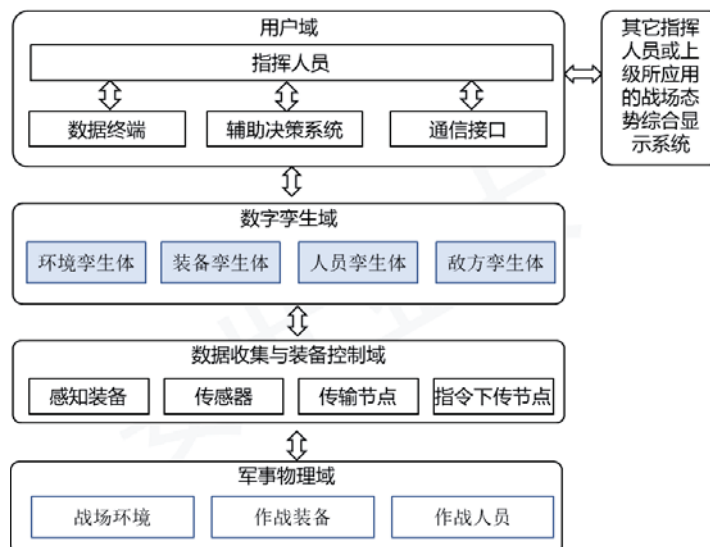 用户域
指挥人员
数据终端
辅助决策系统
通信接口
其它指挥
人员或上
级所应用
的战场态
势综合显
示系统
数字孪生域
环境孪生体
装备孪生体
人员孪生体
敌方孪生体
数据收集与装备控制域
感知装备
传感器
传输节点
指令下传节点
军事物理域
战场环境
作战装备
作战人员